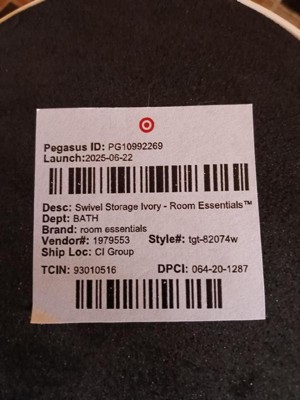 Pegasus ID: PG10992269
Launch:2025-06-22
Desc: Swivel Storage Ivory - Room Essentials™
Dept: BATH
Brand: room essentials
Vendor#: 1979553 Style#: tgt-82074w
Ship Loc: CI Group
TCIN: 93010516 DPCI: 064-20-1287